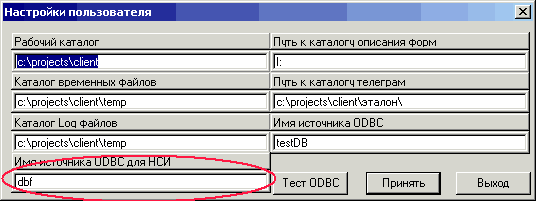 Настройки пользователя
Рабочий каталог
Путь к каталогу описания форм
c:\projects\client
I:
Каталог временных файлов
Путь к каталогу телеграм
c:\projects\client\temp
c:\projects\client\эталон\
Каталог Log файлов
Имя источника ODBC
c:\projects\client\temp
testDB
Имя источника ODBC для НСИ
dbf
Тест ODBC
Принять
Выход